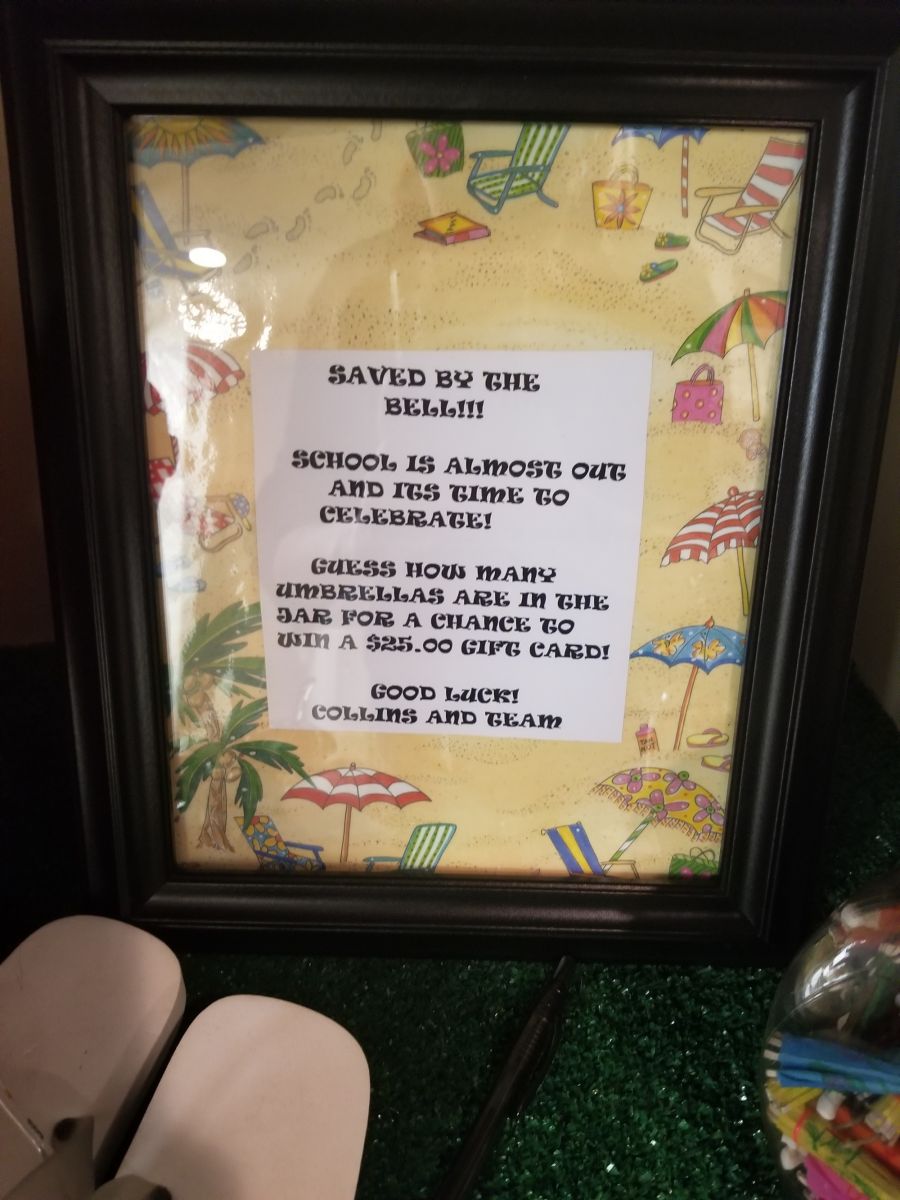 SAVED BY THE
BELL!!!
SCHOOL IS ALMOST OUT
AND ITS TIME TO
CELEBRATE!
GUESS HOW MANY
UMBRELLAS ARE IN THE
JAR FOR A CHANCE TO
WIN A $25.00 GIFT CARD!
GOOD LUCK!
COLLINS AND TEAM